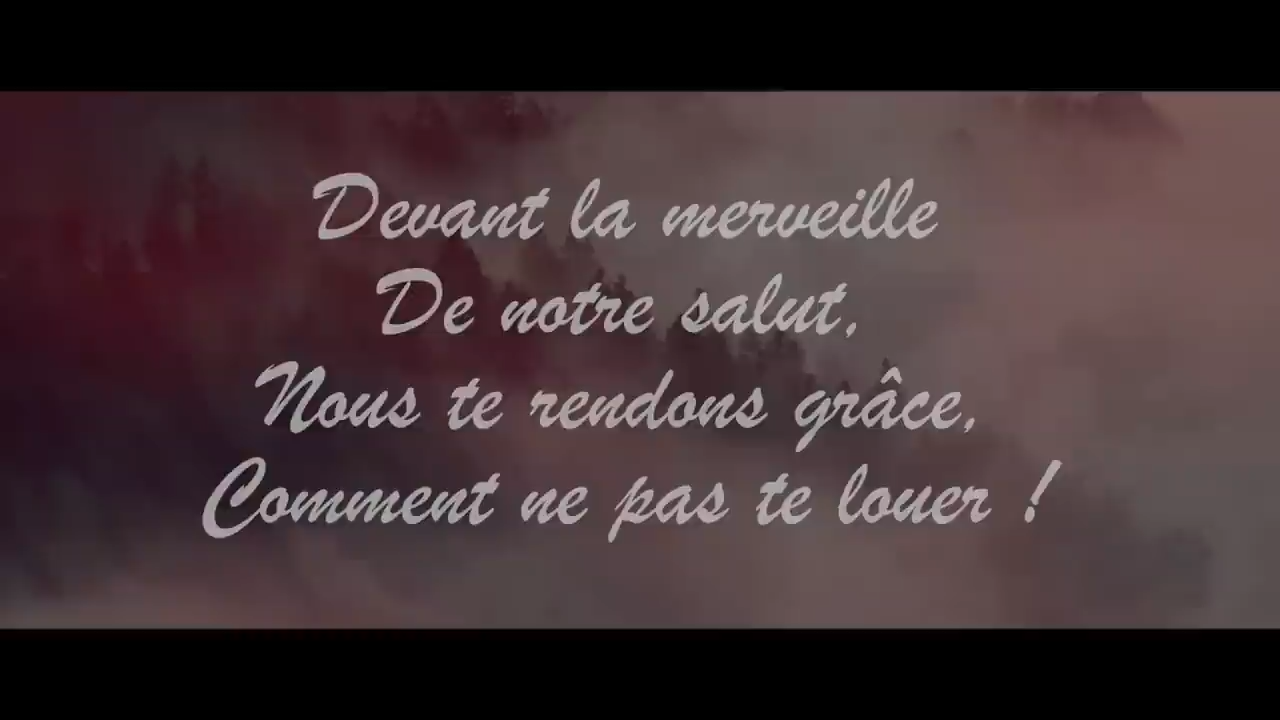 Devant la merveille
De notre salut,
Nous te rendons grâce,
Comment ne pas te louer !